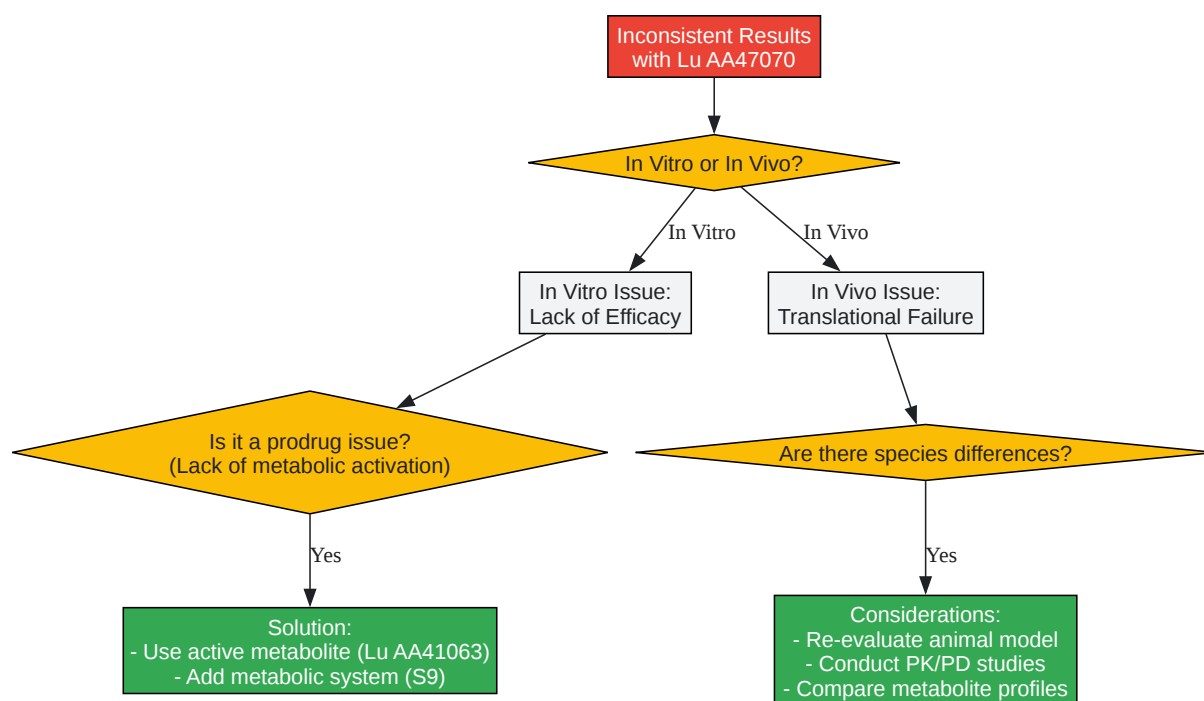 Inconsistent Results
with Lu AA47070
In Vitro or In Vivo?
In Vitro
In Vivo
In Vitro Issue:
Lack of Efficacy
In Vivo Issue:
Translational Failure
Is it a prodrug issue?
(Lack of metabolic activation)
Are there species differences?
Yes
Yes
Solution:
- Use active metabolite (Lu AA41063)
- Add metabolic system (S9)
Considerations:
- Re-evaluate animal model
- Conduct PK/PD studies
- Compare metabolite profiles